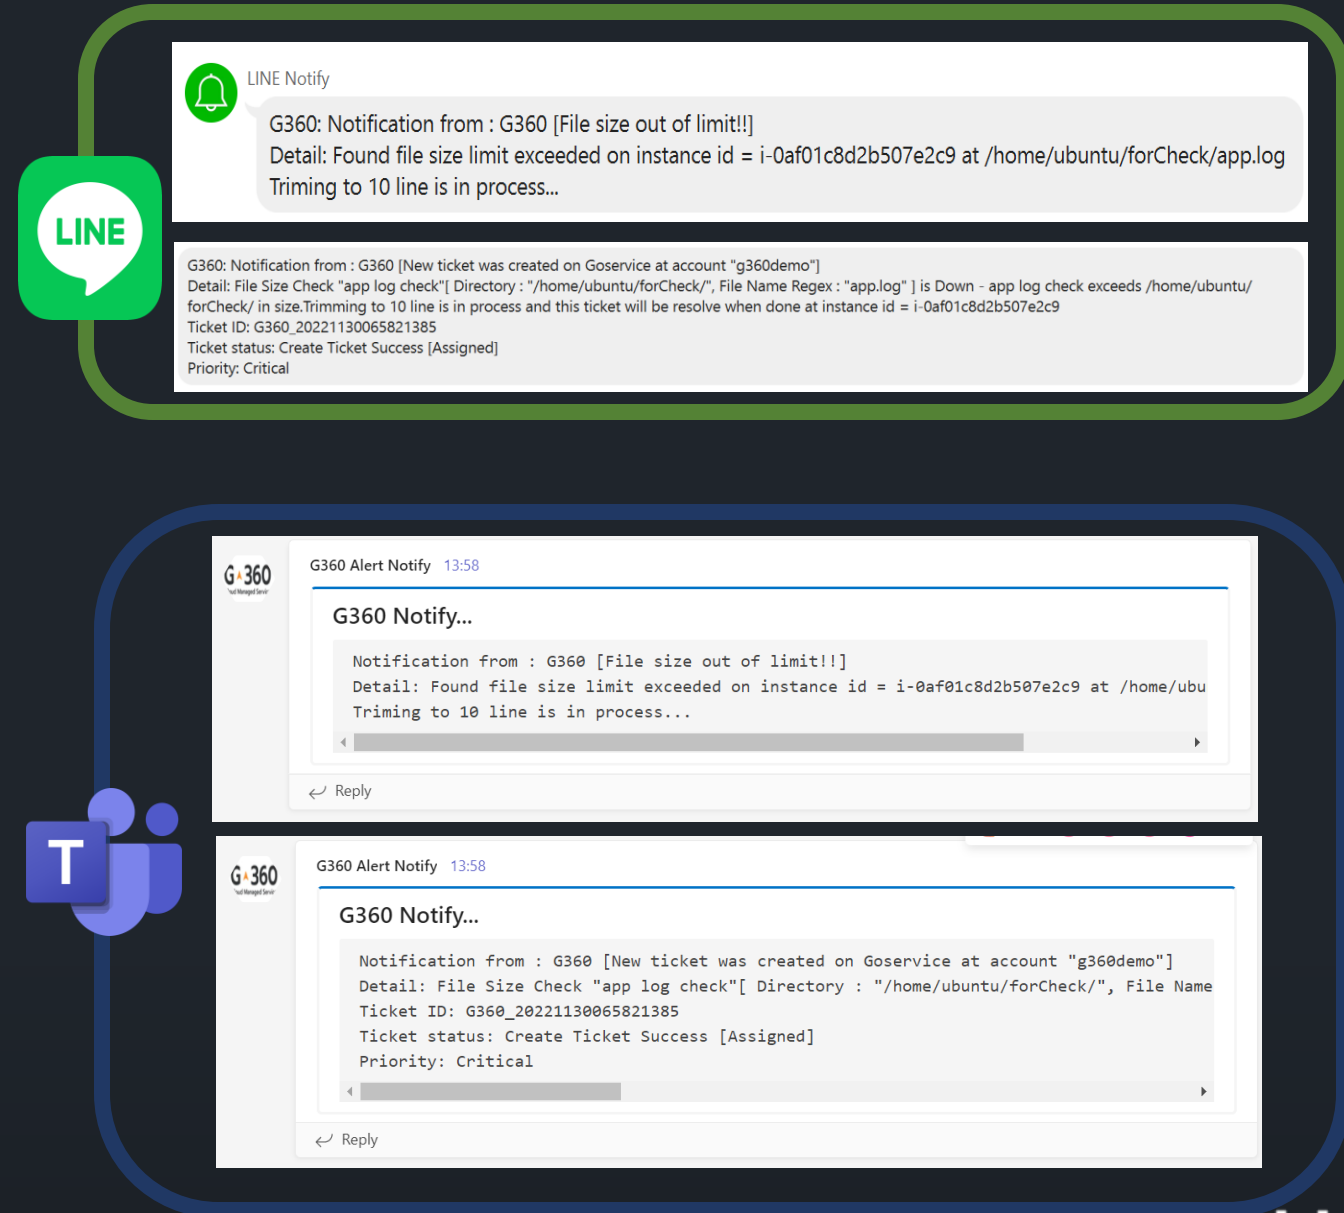 LINE Notify
G360: Notification from : G360 [File size out of limit!!]
Detail: Found file size limit exceeded on instance id = i-0af01c8d2b507e2c9 at /home/ubuntu/forCheck/app.log
Triming to 10 line is in process...
LINE
G360: Notification from : G360 [New ticket was created on Goservice at account "g360demo"]
Detail: File Size Check "app log check"[ Directory : "/home/ubuntu/forCheck/", File Name Regex : "app.log" ] is Down - app log check exceeds /home/ubuntu/
forCheck/ in size.Trimming to 10 line is in process and this ticket will be resolve when done at instance id = i-0af01c8d2b507e2c9
Ticket ID: G360_20221130065821385
Ticket status: Create Ticket Success [Assigned]
Priority: Critical
G360 Alert Notify 13:58
G 360
G360 Notify...
Notification from : G360 [File size out of limit!!]
Detail: Found file size limit exceeded on instance id = i-0af01c8d2b507e2c9 at /home/ubu
Triming to 10 line is in process...
Reply
T
G360 Alert Notify 13:58
G 360
G360 Notify...
Notification from : G360 [New ticket was created on Goservice at account "g360demo"]
Detail: File Size Check "app log check"[ Directory : "/home/ubuntu/forCheck/", File Name
Ticket ID: G360_20221130065821385
Ticket status: Create Ticket Success [Assigned]
Priority: Critical
Reply